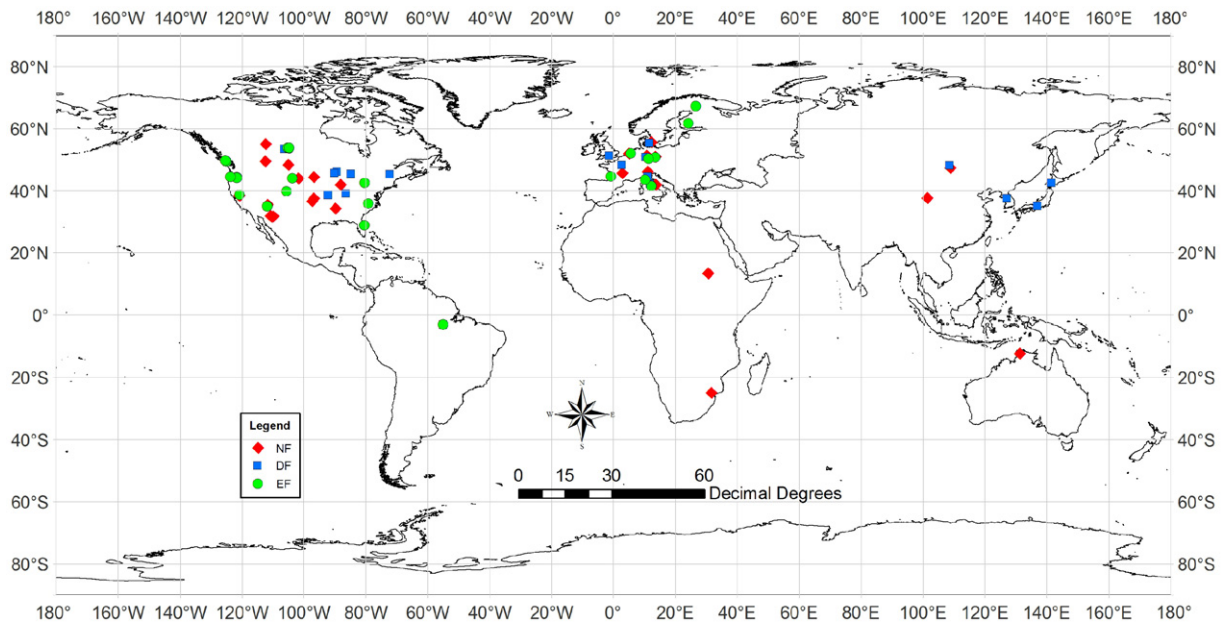 180° 160°W 140°W 120°W 100°W 80°W 60°W 40°W 20°W 0° 20°E 40°E 60°E 80°E 100°E 120°E 140°E 160°E 180°
80°N 80°N
60°N 60°N
40°N 40°N
20°N 20°N
0° 0°
20°S 20°S
N
W E
S
Legend
NF
DF
EF
40°S 40°S
0 15 30 60
Decimal Degrees
60°S 60°S
80°S 80°S
180° 160°W 140°W 120°W 100°W 80°W 60°W 40°W 20°W 0° 20°E 40°E 60°E 80°E 100°E 120°E 140°E 160°E 180°